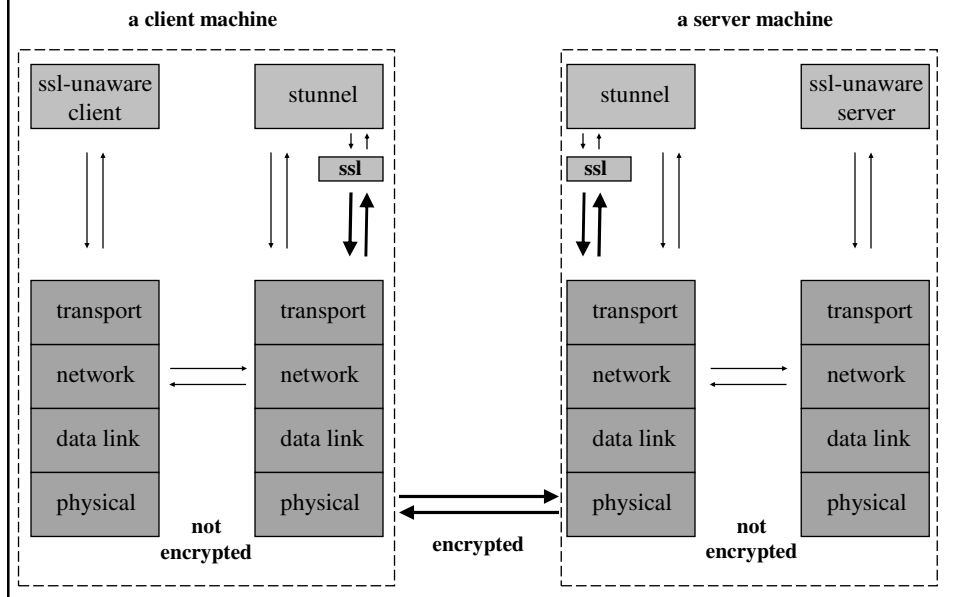 a client machine
a server machine
ssl-unaware
client
stunnel
stunnel
ssl-unaware
server
ssl
ssl
transport
transport
transport
transport
network
network
network
network
data link
data link
data link
data link
physical
physical
physical
physical
not
encrypted
encrypted
not
encrypted